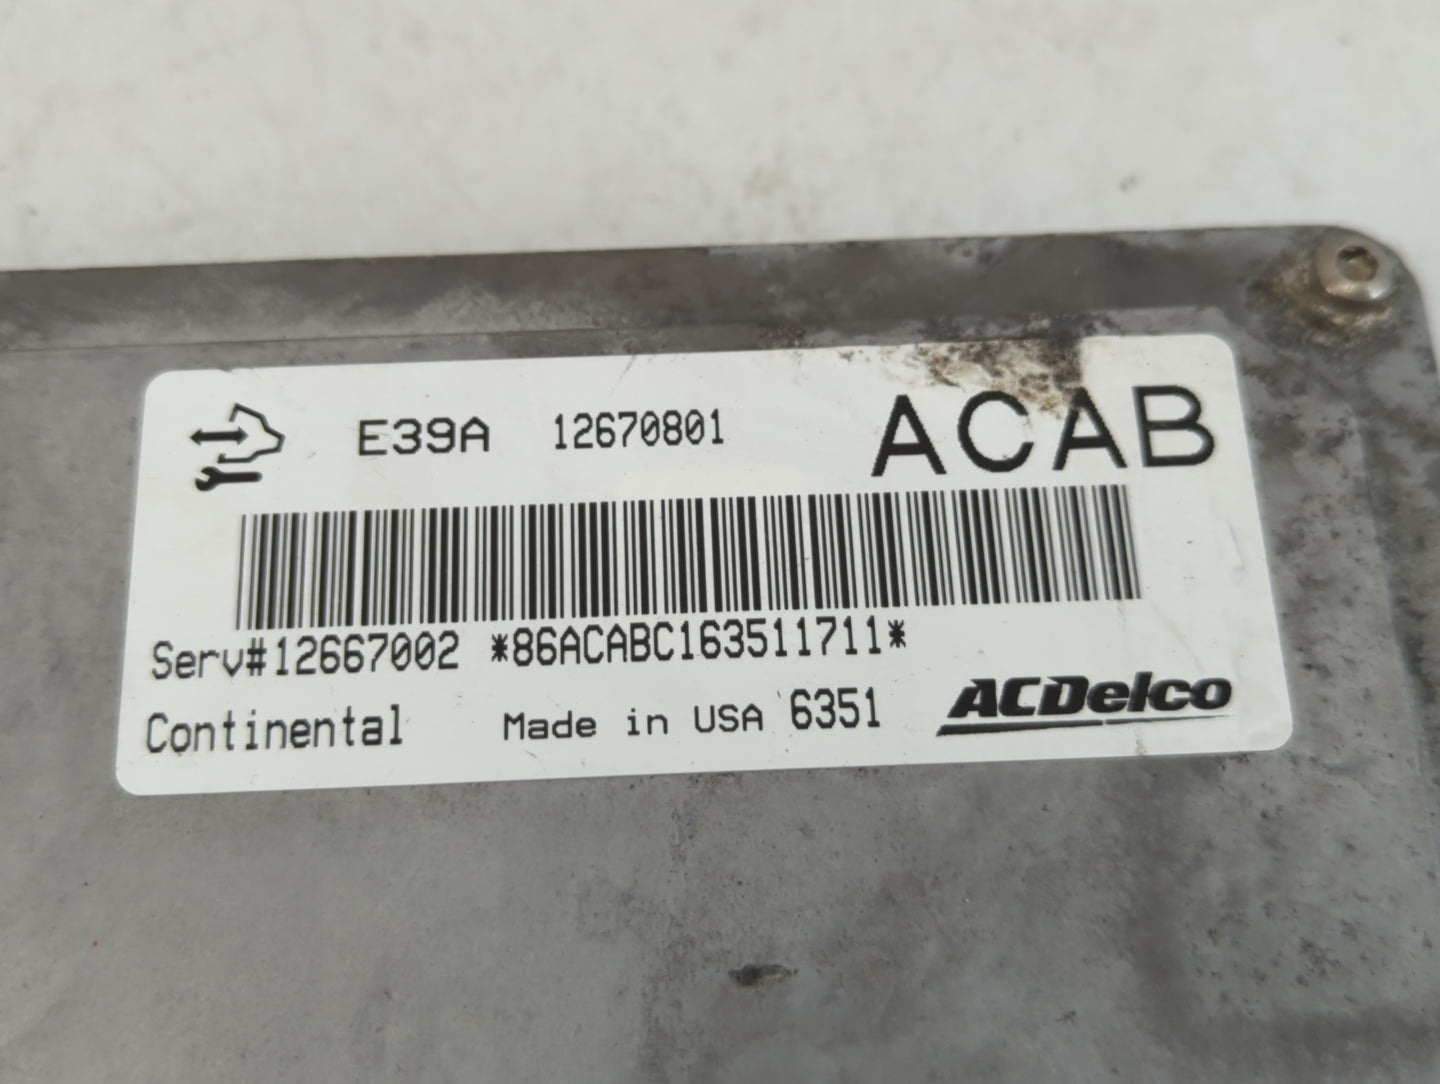 E39A 12670801 ACAB
Serv#12667002 *86ACABC163511711*
Continental Made in USA 6351 ACDelco